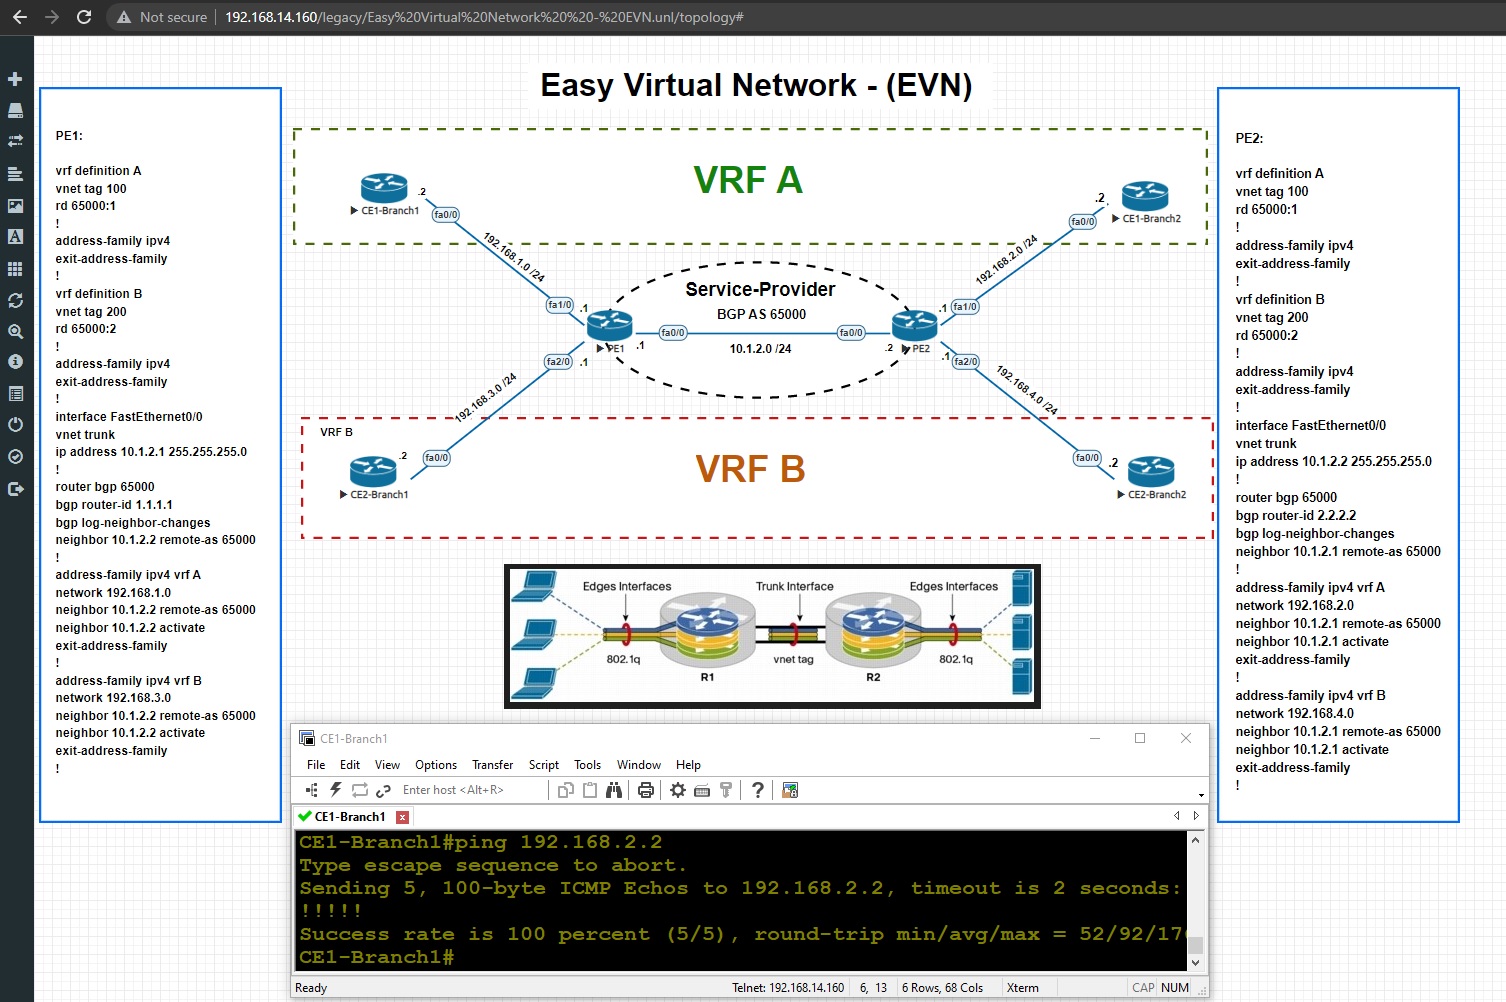 Not secure 192.168.14.160/legacy/Easy%20Virtual%20Network%20%20-%20EVN.unl/topology#
Easy Virtual Network - (EVN)
PE1:
vrf definition A
vnet tag 100
rd 65000:1
!
address-family ipv4
exit-address-family
!
vrf definition B
vnet tag 200
rd 65000:2
!
address-family ipv4
exit-address-family
!
interface FastEthernet0/0
vnet trunk
ip address 10.1.2.1 255.255.255.0
!
router bgp 65000
bgp router-id 1.1.1.1
bgp log-neighbor-changes
neighbor 10.1.2.2 remote-as 65000
!
address-family ipv4 vrf A
network 192.168.1.0
neighbor 10.1.2.2 remote-as 65000
neighbor 10.1.2.2 activate
exit-address-family
!
address-family ipv4 vrf B
network 192.168.3.0
neighbor 10.1.2.2 remote-as 65000
neighbor 10.1.2.2 activate
exit-address-family
!
VRF A
.2
CE1-Branch1
fa0/0
.2
CE1-Branch2
fa0/0
192.168.1.0 /24
192.168.2.0 /24
Service-Provider
BGP AS 65000
fa1/0
.1
.1
fa1/0
PE1
fa0/0
fa0/0
PE2
.1
10.1.2.0 /24
.2
fa2/0
.1
.1
fa2/0
192.168.3.0 /24
192.168.4.0 /24
VRF B
VRF B
.2
fa0/0
CE2-Branch1
fa0/0
.2
CE2-Branch2
Edges Interfaces
Trunk Interface
Edges Interfaces
802.1q
vnet tag
802.1q
R1
R2
PE2:
vrf definition A
vnet tag 100
rd 65000:1
!
address-family ipv4
exit-address-family
!
vrf definition B
vnet tag 200
rd 65000:2
!
address-family ipv4
exit-address-family
!
interface FastEthernet0/0
vnet trunk
ip address 10.1.2.2 255.255.255.0
!
router bgp 65000
bgp router-id 2.2.2.2
bgp log-neighbor-changes
neighbor 10.1.2.1 remote-as 65000
!
address-family ipv4 vrf A
network 192.168.2.0
neighbor 10.1.2.1 remote-as 65000
neighbor 10.1.2.1 activate
exit-address-family
!
address-family ipv4 vrf B
network 192.168.4.0
neighbor 10.1.2.1 remote-as 65000
neighbor 10.1.2.1 activate
exit-address-family
!
CE1-Branch1
File Edit View Options Transfer Script Tools Window Help
Enter host <Alt+R>
CE1-Branch1
CE1-Branch1#ping 192.168.2.2
Type escape sequence to abort.
Sending 5, 100-byte ICMP Echos to 192.168.2.2, timeout is 2 seconds:
!!!!!
Success rate is 100 percent (5/5), round-trip min/avg/max = 52/92/17
CE1-Branch1#
Ready Telnet: 192.168.14.160 6, 13 6 Rows, 68 Cols Xterm CAP NUM